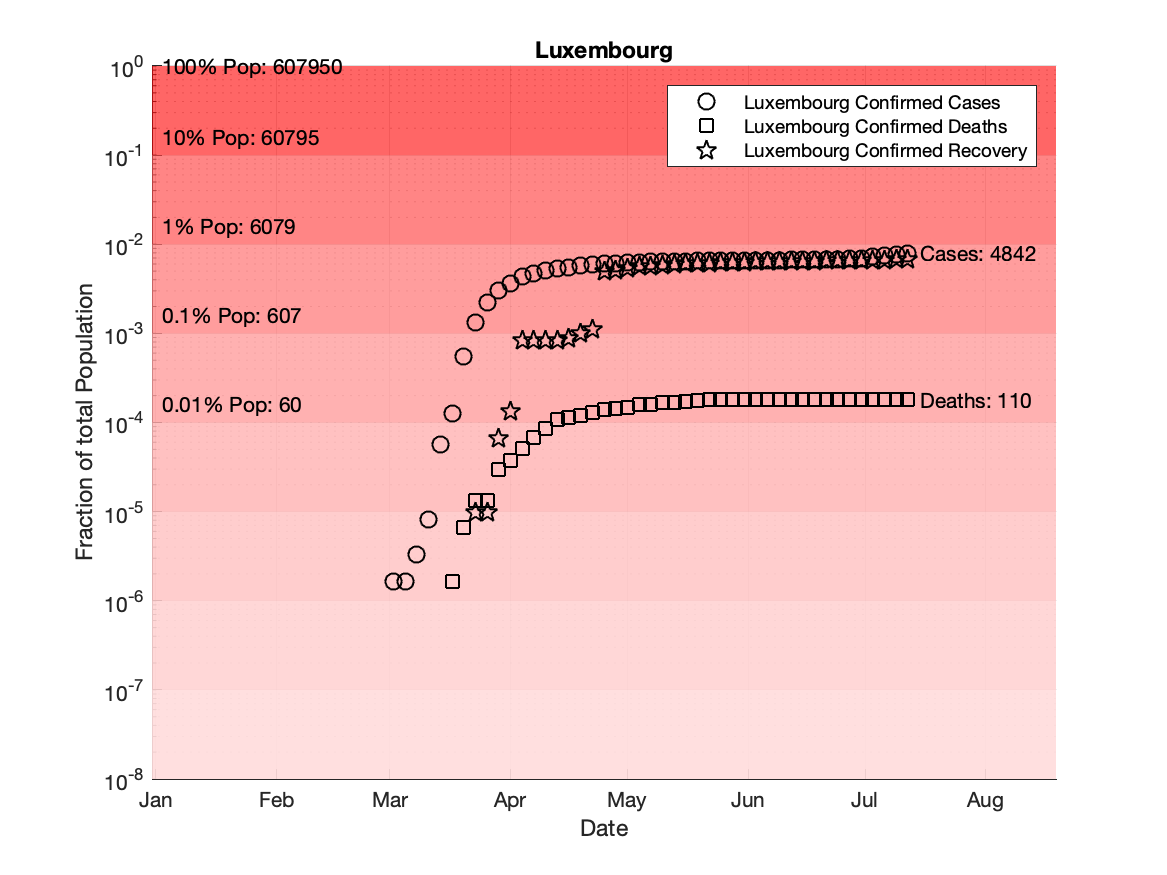 Luxembourg
10^0
100% Pop: 607950
Luxembourg Confirmed Cases
Luxembourg Confirmed Deaths
Luxembourg Confirmed Recovery
10% Pop: 60795
10^-1
1% Pop: 6079
10^-2
Cases: 4842
0.1% Pop: 607
10^-3
0.01% Pop: 60
Deaths: 110
10^-4
10^-5
10^-6
10^-7
10^-8
Fraction of total Population
Jan Feb Mar Apr May Jun Jul Aug
Date